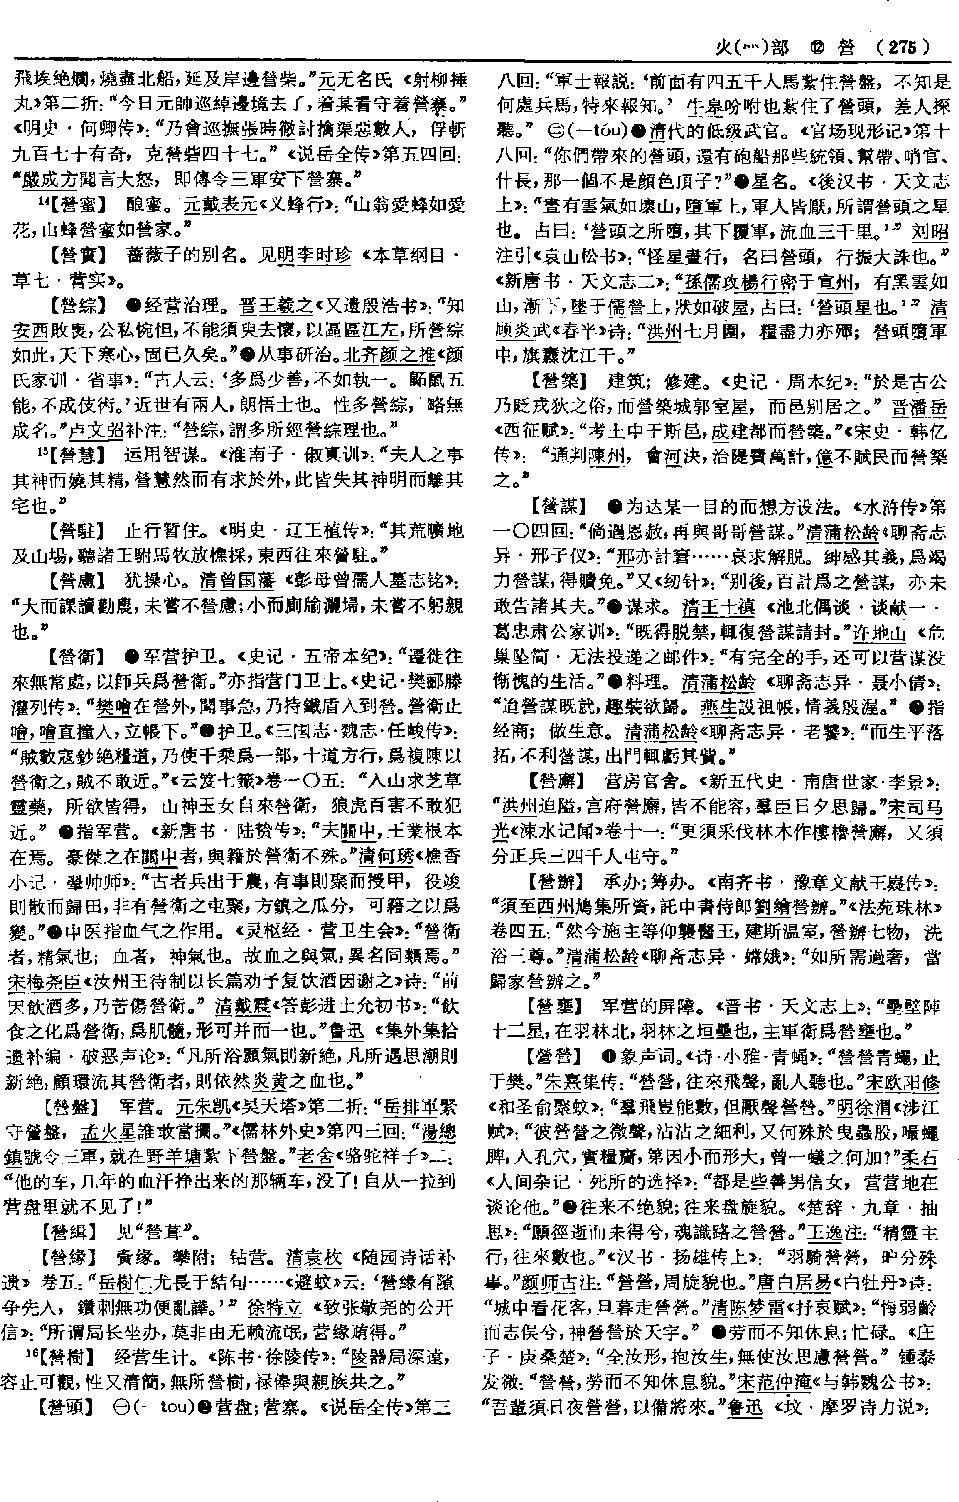 火(灬)部 ⑫ 營 (275)
飛埃絶爛，燒盡北船，延及岸邊營柴。”元无名氏《射柳捶
丸》第二折：“今日元帥巡綽邊境去了，着某看守着營寨。”
《明史·何卿传》：“乃會巡撫張時徹討擒渠惡數人，俘斬
九百七十有奇，克營砦四十七。”《说岳全传》第五四回：
“嚴成方聞言大怒，即傳令三軍安下營寨。”
14【營蜜】 酿蜜。元戴表元《义蜂行》：“山翁愛蜂如愛
花，山蜂營蜜如營家。”
【營實】 蔷薇子的别名。见明李时珍《本草纲目·
草七·营实》。
【營綜】 ❶经营治理。晋王羲之《又遗殷浩书》：“知
安西敗喪，公私惋怛，不能須臾去懷，以區區江左，所營綜
如此，天下寒心，固已久矣。”❷从事研治。北齐颜之推《颜
氏家训·省事》：“古人云：‘多爲少善，不如執一。鼯鼠五
能，不成伎術。’近世有兩人，朗悟士也。性多營綜，略無
成名。”卢文弨补注：“營綜，謂多所經營綜理也。”
15【營慧】 运用智谋。《淮南子·俶真训》：“夫人之事
其神而嬈其精，營慧然而有求於外，此皆失其神明而離其
宅也。”
【營駐】 止行暂住。《明史·辽王植传》：“其荒曠地
及山場，聽諸王駙馬牧放樵採，東西往來營駐。”
【營慮】 犹操心。清曾国藩《彭母曾孺人墓志铭》：
“大而課讀勸農，未嘗不營慮；小而廁牏灑埽，未嘗不躬親
也。”
【營衛】 ❶军营护卫。《史记·五帝本纪》：“遷徙往
來無常處，以師兵爲營衛。”亦指营门卫士。《史记·樊郦滕
灌列传》：“樊噲在營外，聞事急，乃持鐵盾入到營。營衛止
噲，噲直撞入，立帳下。”❷护卫。《三国志·魏志·任峻传》：
“賊數寇鈔絶糧道，乃使千乘爲一部，十道方行，爲複陳以
營衛之，賊不敢近。”《云笈七籤》卷一〇五：“入山求芝草
靈藥，所欲皆得，山神玉女自來營衛，狼虎百害不敢犯
近。”❸指军营。《新唐书·陆贽传》：“夫關中，王業根本
在焉。豪傑之在關中者，與籍於營衛不殊。”清何琇《樵香
小记·鞏帅师》：“古者兵出于農，有事則聚而授甲，役竣
則散而歸田，非有營衛之屯聚，方鎮之瓜分，可藉之以爲
變。”❹中医指血气之作用。《灵枢经·营卫生会》：“營衛
者，精氣也；血者，神氣也。故血之與氣，異名同類焉。”
宋梅尧臣《汝州王待制以长篇劝予复饮酒因谢之》诗：“前
因飲酒多，乃苦傷營衛。”清戴震《答彭进士允初书》：“飲
食之化爲營衛，爲肌髓，形可并而一也。”鲁迅《集外集拾
遗补编·破恶声论》：“凡所浴顥氣則新絶，凡所遇思潮則
新絶；顧環流其營衛者，則依然炎黄之血也。”
【營盤】 军营。元朱凯《昊天塔》第二折：“岳排軍緊
守營盤，孟火星誰敢當攔。”《儒林外史》第四三回：“湯總
鎮號令三軍，就在野羊塘紮下營盤。”老舍《骆驼祥子》二：
“他的车，几年的血汗挣出来的那辆车，没了！自从一拉到
营盘里就不见了！”
【營緝】 见“營葺”。
【營缘】 夤缘。攀附；钻营。清袁枚《随园诗话补
遗》卷五：“岳樹仁尤長于结句……《避蚊》云：‘營缘有隙
争先人，鑽刺無功便亂譁。’”徐特立《致张敬尧的公开
信》：“所谓局长坐办，莫非由无赖流氓，营缘贿得。”
16【營樹】 经营生计。《陈书·徐陵传》：“陵器局深遠，
容止可觀，性又清簡，無所營樹，禄俸與親族共之。”
【營頭】 ㊀(- tóu)❶营盘；营寨。《说岳全传》第三
八回：“軍士報説：‘前面有四五千人馬紮住營盤，不知是
何處兵馬，特來報知。’牛皋吩咐也紮住了營頭，差人探
聽。”㊁(-tóu)❶清代的低级武官。《官场现形记》第十
八回：“你們帶來的營頭，還有砲船那些統領、幫帶、哨官、
什長，那一個不是顔色頂子？”❷星名。《後汉书·天文志
上》：“晝有雲氣如壞山，墮軍上，軍人皆厭，所謂營頭之星
也。占曰：‘營頭之所墮，其下覆軍，流血三千里。’”刘昭
注引《袁山松书》：“怪星晝行，名曰營頭，行振大誅也。”
《新唐书·天文志二》：“孫儒攻楊行密于宣州，有黑雲如
山，漸下，墜于儒營上，狀如破屋，占曰：‘營頭星也。’”清
顾炎武《春半》诗：“洪州七月圍，糧盡力亦殫；營頭墮軍
中，旗纛沈江干。”
【營築】 建筑；修建。《史记·周本纪》：“於是古公
乃貶戎狄之俗，而營築城郭室屋，而邑别居之。”晋潘岳
《西征赋》：“考土中于斯邑，成建都而營築。”《宋史·韩亿
传》：“通判陳州，會河決，治隄費萬計，億不賦民而營築
之。”
【營謀】 ❶为达某一目的而想方设法。《水浒传》第
一〇四回：“倘遇恩赦，再與哥哥營謀。”清蒲松龄《聊斋志
异·邢子仪》：“邢亦計窘……哀求解脱。紳感其義，爲竭
力營謀，得贖免。”又《纫针》：“别後，百計爲之營謀，亦未
敢告諸其夫。”❷谋求。清王士禛《池北偶谈·谈献一·
葛忠肃公家训》：“既得脱禁，輒復營謀請封。”许地山《危
巢坠简·无法投递之邮件》：“有完全的手，还可以营谋没
惭愧的生活。”❸料理。清蒲松龄《聊斋志异·聂小倩》：
“迫營謀既就，趣裝欲歸。燕生設祖帳，情義殷渥。”❹指
经商；做生意。清蒲松龄《聊斋志异·老饕》：“而生平落
拓，不利營謀，出門輒虧其貲。”
【營廨】 营房官舍。《新五代史·南唐世家·李景》：
“洪州迫隘，宫府營廨，皆不能容，羣臣日夕思歸。”宋司马
光《涑水记闻》卷十一：“更須采伐林木作樓櫓營廨，又須
分正兵三四千人屯守。”
【營辦】 承办；筹办。《南齐书·豫章文献王嶷传》：
“須至西州鳩集所資，託中書侍郎劉繪營辦。”《法苑珠林》
卷四五：“然今施主等仰襲醫王，建斯温室，營辦七物，洗
浴三尊。”清蒲松龄《聊斋志异·嫦娥》：“如所需過奢，當
歸家營辦之。”
【營壅】 军营的屏障。《晋书·天文志上》：“壘壁陣
十二星，在羽林北，羽林之垣壘也，主軍衛爲營壅也。”
【營營】 ❶象声词。《诗·小雅·青蝇》：“營營青蠅，止
于樊。”朱熹集传：“營營，往來飛聲，亂人聽也。”宋欧阳修
《和圣俞聚蚊》：“羣飛豈能數，但厭聲營營。”明徐渭《涉江
赋》：“彼營營之微聲，沾沾之細利，又何殊於曳蟲股，嘬蠅
脾，入孔穴，實糧齎，第因小而形大，曾一蟻之何加？”柔石
《人间杂记·死所的选择》：“都是些善男信女，营营地在
谈论他。”❷往来不绝貌；往来盘旋貌。《楚辞·九章·抽
思》：“願徑逝而未得兮，魂識路之營營。”王逸注：“精靈主
行，往來數也。”《汉书·扬雄传上》：“羽騎營營，昈分殊
事。”颜师古注：“營營，周旋貌也。”唐白居易《白牡丹》诗：
“城中看花客，旦暮走營營。”清陈梦雷《抒哀赋》：“悔弱齡
而志俣兮，神營營於天宇。”❸劳而不知休息；忙碌。《庄
子·庚桑楚》：“全汝形，抱汝生，無使汝思慮營營。”鍾泰
发微：“營營，勞而不知休息貌。”宋范仲淹《与韩魏公书》：
“吾輩須日夜營營，以備將來。”鲁迅《坟·摩罗诗力说》：